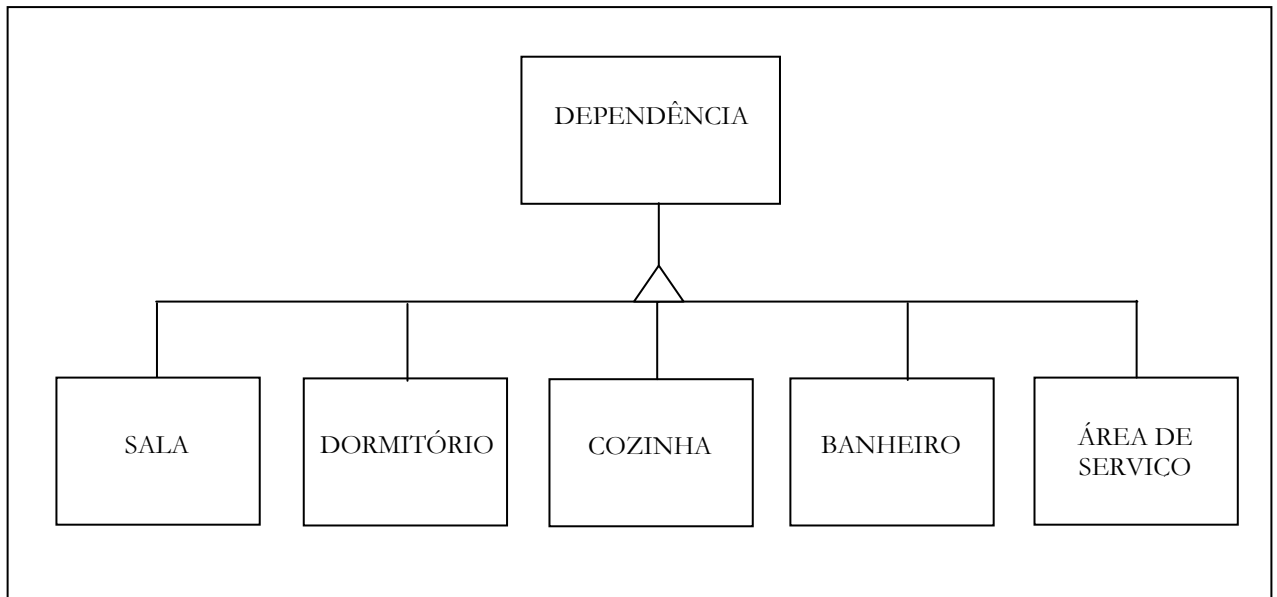 DEPENDÊNCIA
SALA
DORMITÓRIO
COZINHA
BANHEIRO
ÁREA DE
SERVIÇO